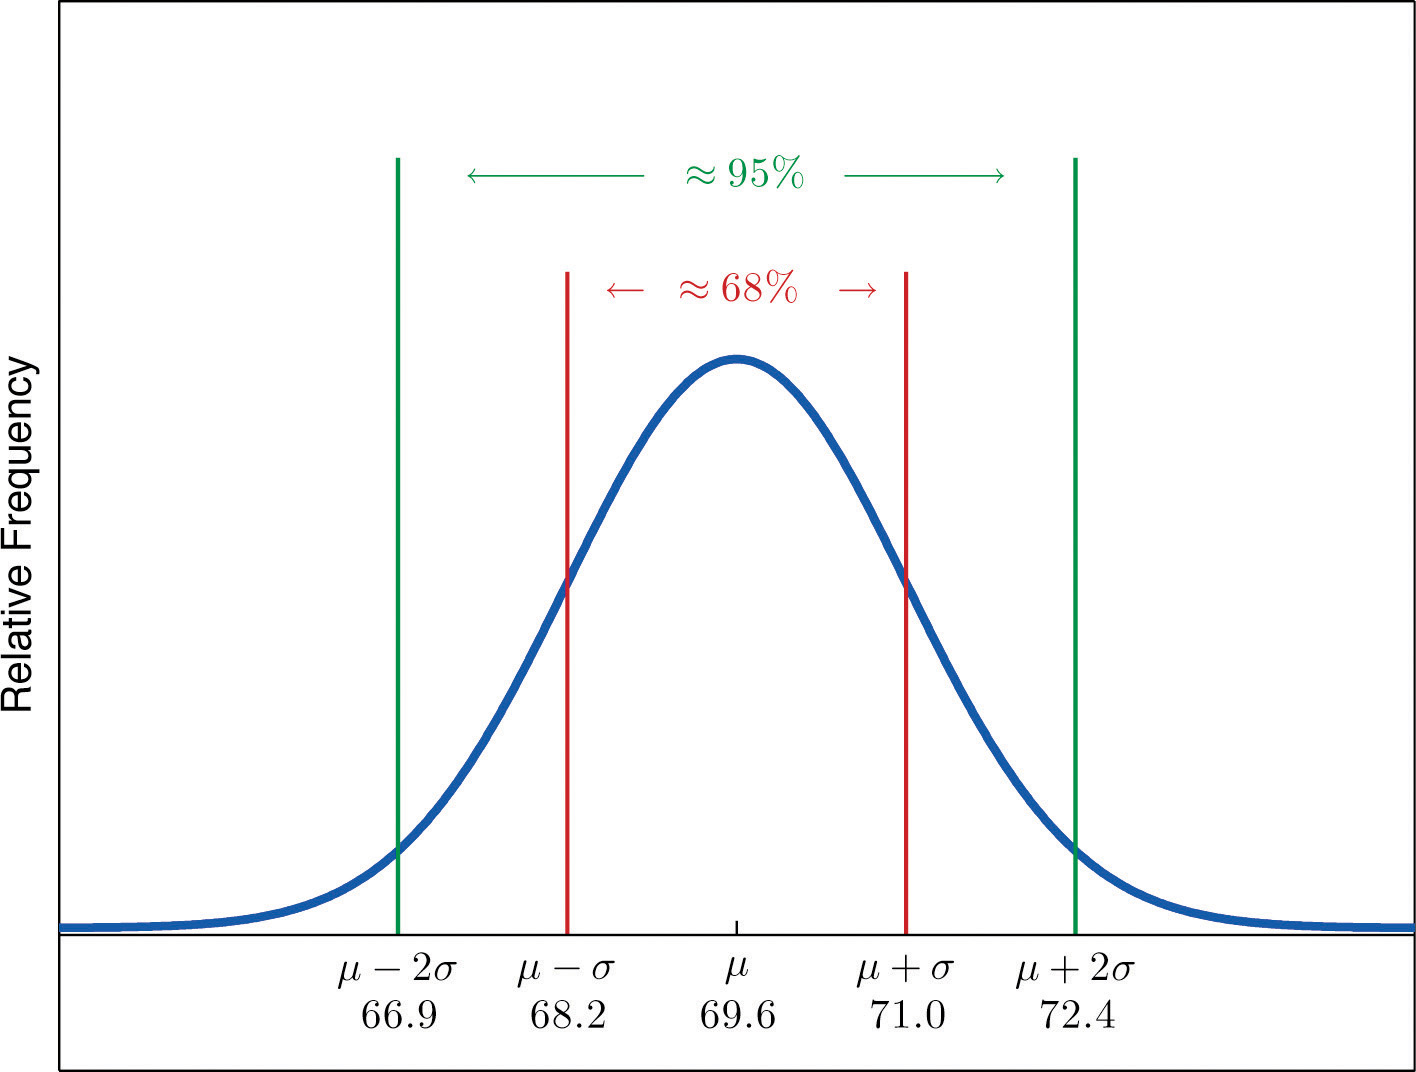 Relative Frequency
≈ 95%
≈ 68%
μ − 2σ μ − σ μ μ + σ μ + 2σ
66.9 68.2 69.6 71.0 72.4